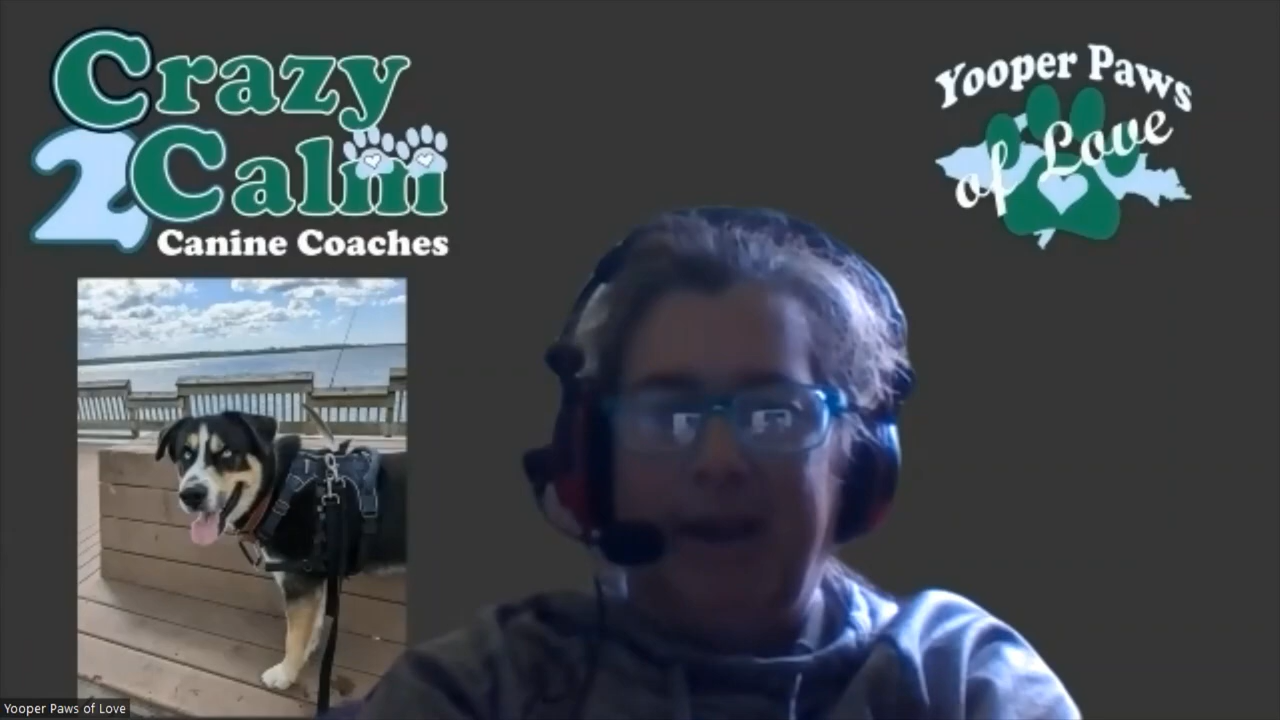 Crazy
2 Calm
Canine Coaches
Yooper Paws
of Love
Yooper Paws of Love